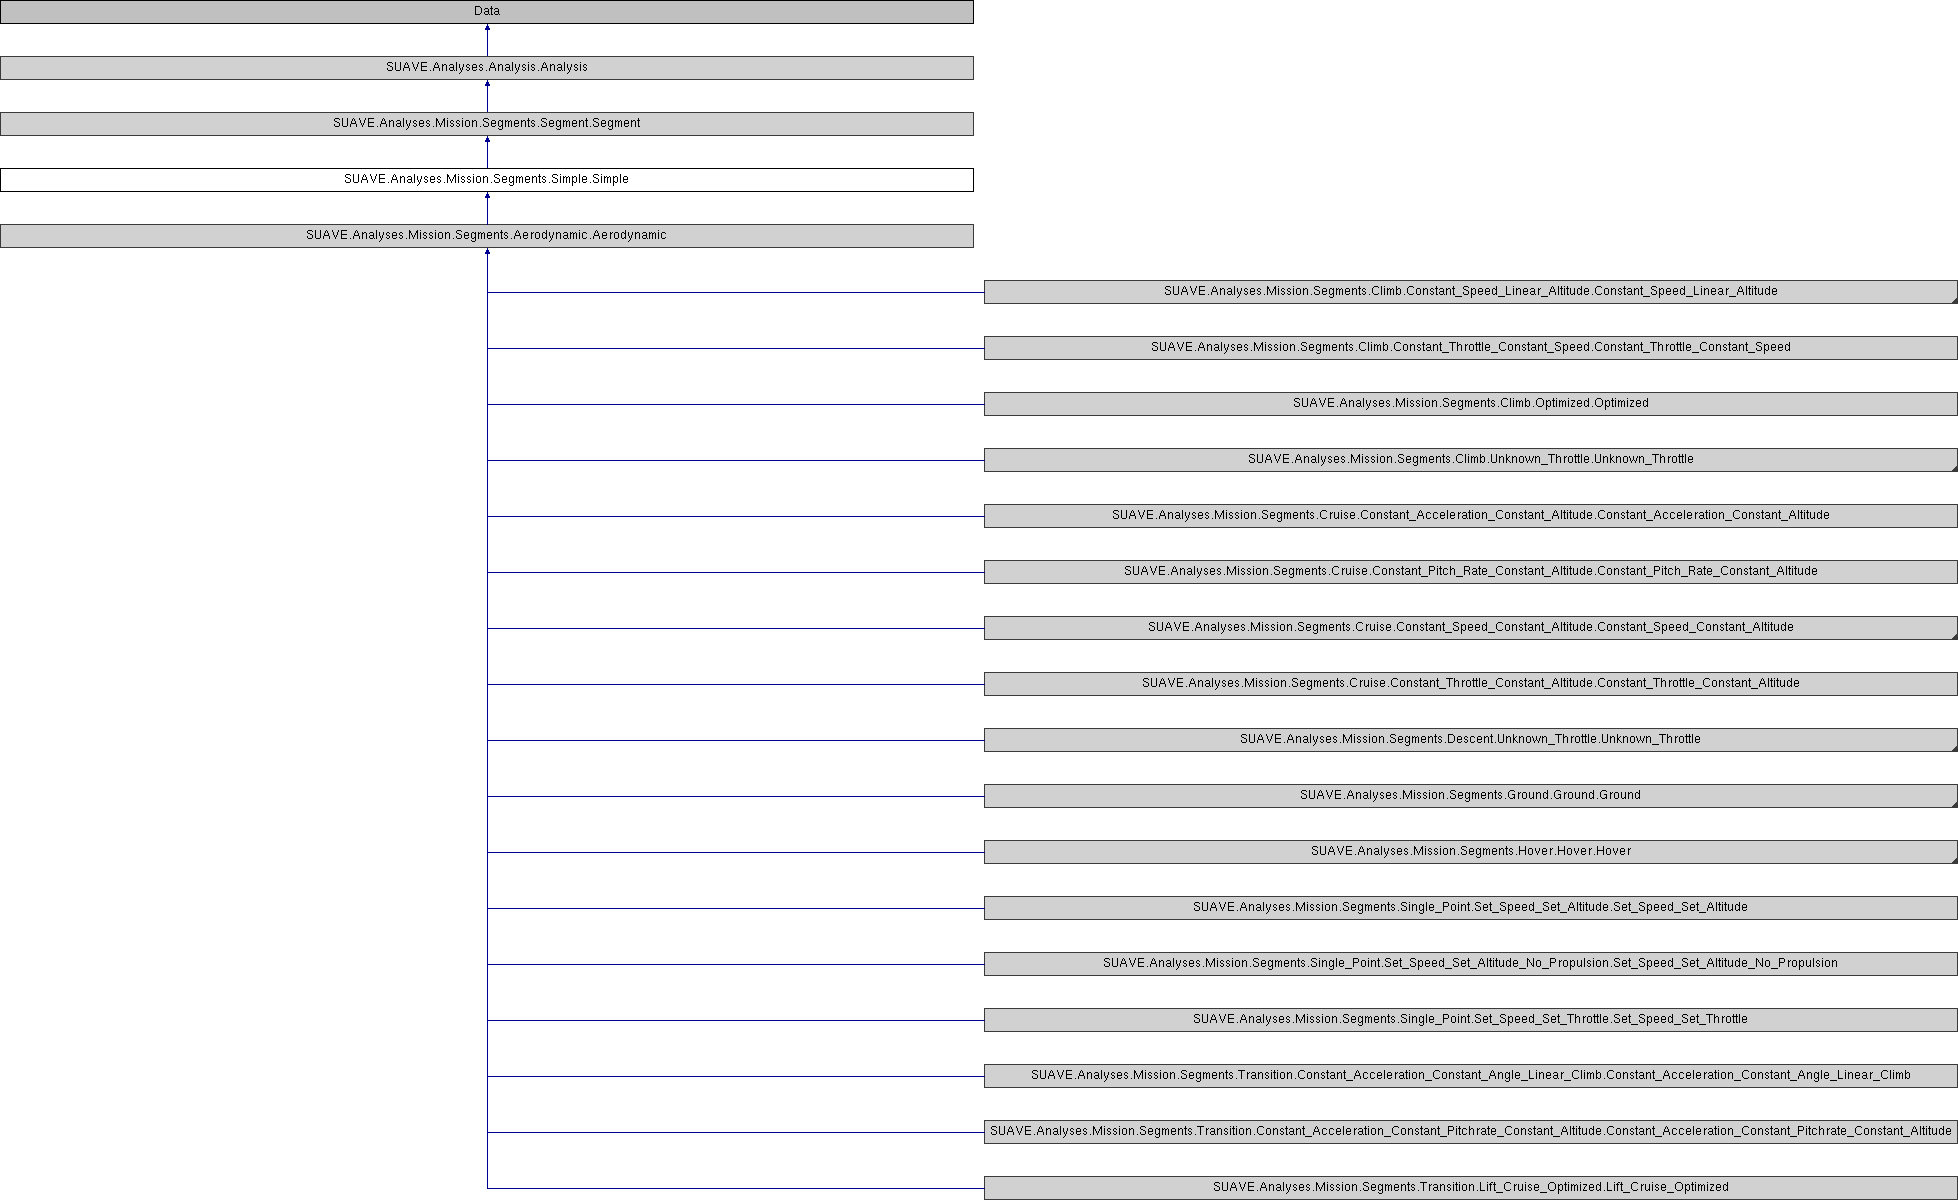 Data
SUAVE.Analyses.Analysis.Analysis
SUAVE.Analyses.Mission.Segments.Segment.Segment
SUAVE.Analyses.Mission.Segments.Simple.Simple
SUAVE.Analyses.Mission.Segments.Aerodynamic.Aerodynamic
SUAVE.Analyses.Mission.Segments.Climb.Constant_Speed_Linear_Altitude.Constant_Speed_Linear_Altitude
SUAVE.Analyses.Mission.Segments.Climb.Constant_Throttle_Constant_Speed.Constant_Throttle_Constant_Speed
SUAVE.Analyses.Mission.Segments.Climb.Optimized.Optimized
SUAVE.Analyses.Mission.Segments.Climb.Unknown_Throttle.Unknown_Throttle
SUAVE.Analyses.Mission.Segments.Cruise.Constant_Acceleration_Constant_Altitude.Constant_Acceleration_Constant_Altitude
SUAVE.Analyses.Mission.Segments.Cruise.Constant_Pitch_Rate_Constant_Altitude.Constant_Pitch_Rate_Constant_Altitude
SUAVE.Analyses.Mission.Segments.Cruise.Constant_Speed_Constant_Altitude.Constant_Speed_Constant_Altitude
SUAVE.Analyses.Mission.Segments.Cruise.Constant_Throttle_Constant_Altitude.Constant_Throttle_Constant_Altitude
SUAVE.Analyses.Mission.Segments.Descent.Unknown_Throttle.Unknown_Throttle
SUAVE.Analyses.Mission.Segments.Ground.Ground.Ground
SUAVE.Analyses.Mission.Segments.Hover.Hover.Hover
SUAVE.Analyses.Mission.Segments.Single_Point.Set_Speed_Set_Altitude.Set_Speed_Set_Altitude
SUAVE.Analyses.Mission.Segments.Single_Point.Set_Speed_Set_Altitude_No_Propulsion.Set_Speed_Set_Altitude_No_Propulsion
SUAVE.Analyses.Mission.Segments.Single_Point.Set_Speed_Set_Throttle.Set_Speed_Set_Throttle
SUAVE.Analyses.Mission.Segments.Transition.Constant_Acceleration_Constant_Angle_Linear_Climb.Constant_Acceleration_Constant_Angle_Linear_Climb
SUAVE.Analyses.Mission.Segments.Transition.Constant_Acceleration_Constant_Pitchrate_Constant_Altitude.Constant_Acceleration_Constant_Pitchrate_Constant_Altitude
SUAVE.Analyses.Mission.Segments.Transition.Lift_Cruise_Optimized.Lift_Cruise_Optimized